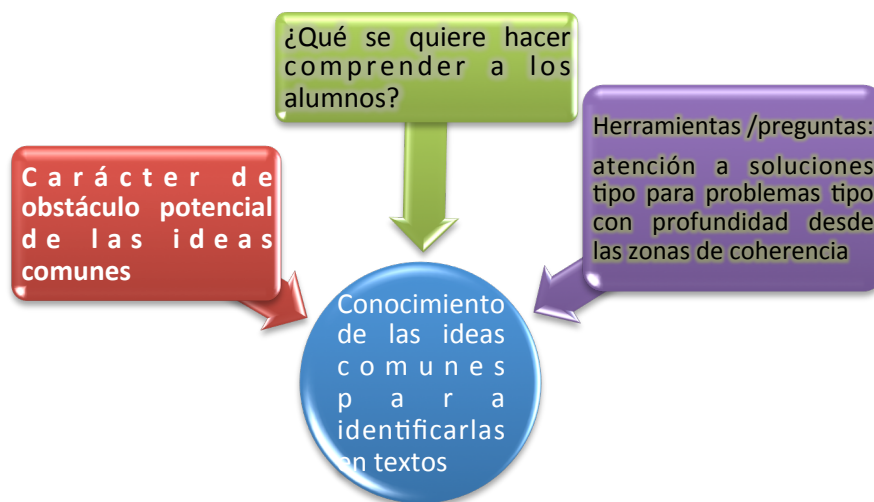 ¿Qué se quiere hacer
comprender a los
alumnos?
Carácter de
obstáculo potencial
de las ideas
comunes
Herramientas /preguntas:
atención a soluciones
tipo para problemas tipo
con profundidad desde
las zonas de coherencia
Conocimiento
de las ideas
comunes
para
identificarlas
en textos